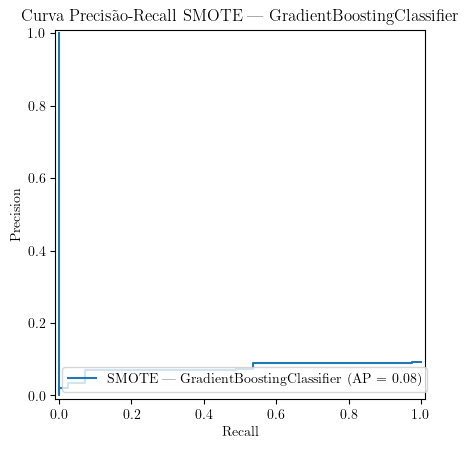 Curva Precisão-Recall SMOTE — GradientBoostingClassifier
1.0
0.8
0.6
0.4
0.2
0.0
Precision
SMOTE — GradientBoostingClassifier (AP = 0.08)
0.0 0.2 0.4 0.6 0.8 1.0
Recall